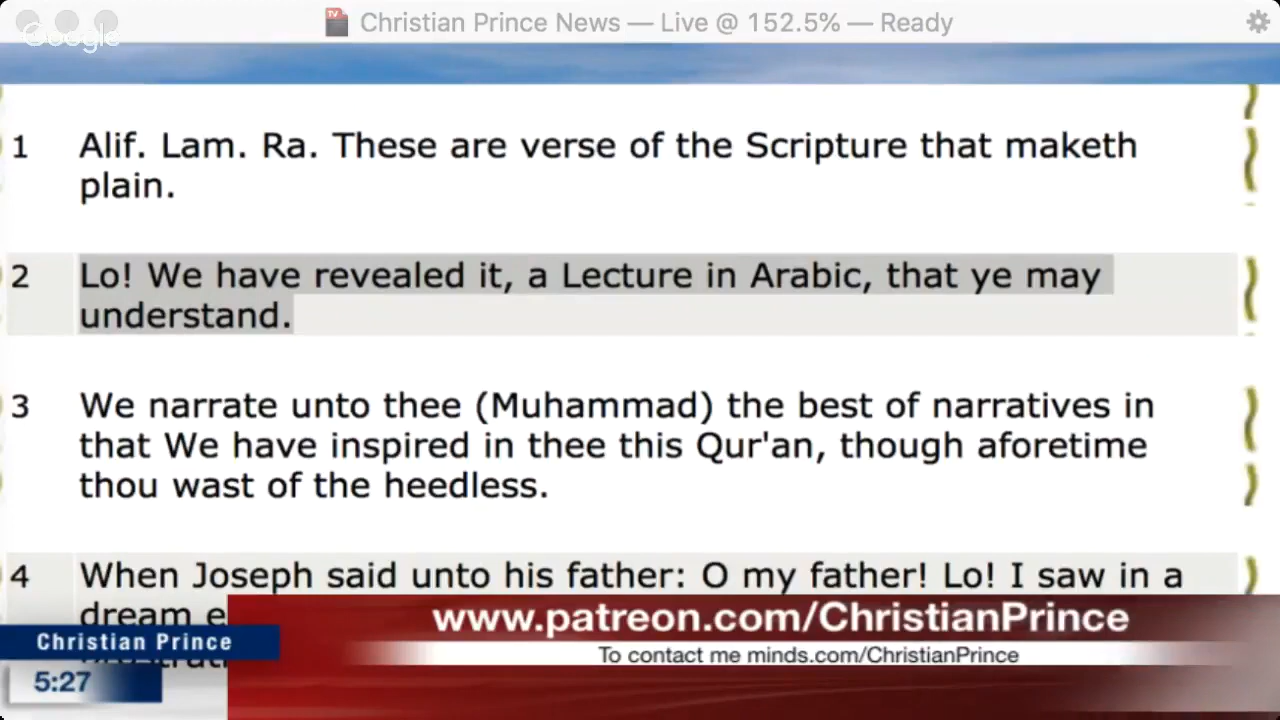 TV Christian Prince News — Live @ 152.5% — Ready
Google
1 Alif. Lam. Ra. These are verse of the Scripture that maketh
plain.
2 Lo! We have revealed it, a Lecture in Arabic, that ye may
understand.
3 We narrate unto thee (Muhammad) the best of narratives in
that We have inspired in thee this Qur'an, though aforetime
thou wast of the heedless.
4 When Joseph said unto his father: O my father! Lo! I saw in a
dream e
www.patreon.com/ChristianPrince
Christian Prince
To contact me minds.com/ChristianPrince
5:27